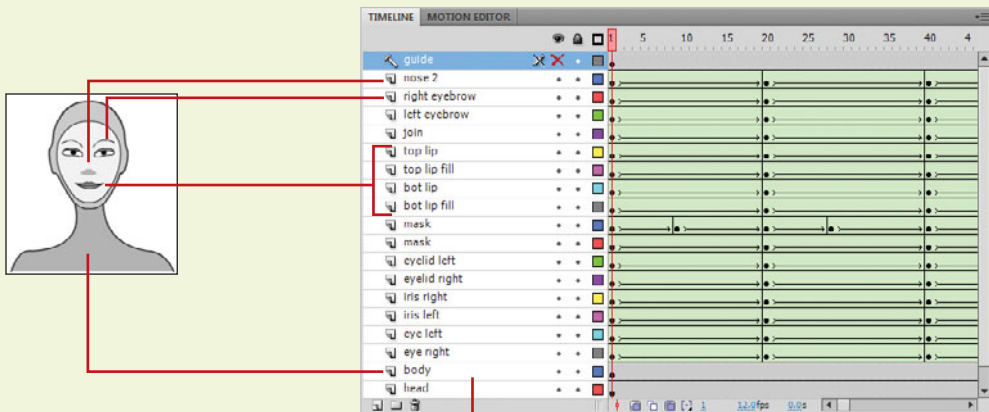 TIMELINE MOTION EDITOR
1 5 10 15 20 25 30 35 40 4
guide
nose 2
right eyebrow
left eyebrow
join
top lip
top lip fill
bot lip
bot lip fill
mask
mask
eyelid left
eyelid right
iris right
iris left
eye left
eye right
body
head
1 12.0fps 0.0s